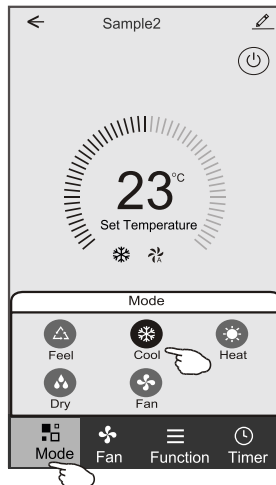 Sample2
23°C
Set Temperature
A
Mode
Feel Cool Heat
Dry Fan
Mode Fan Function Timer